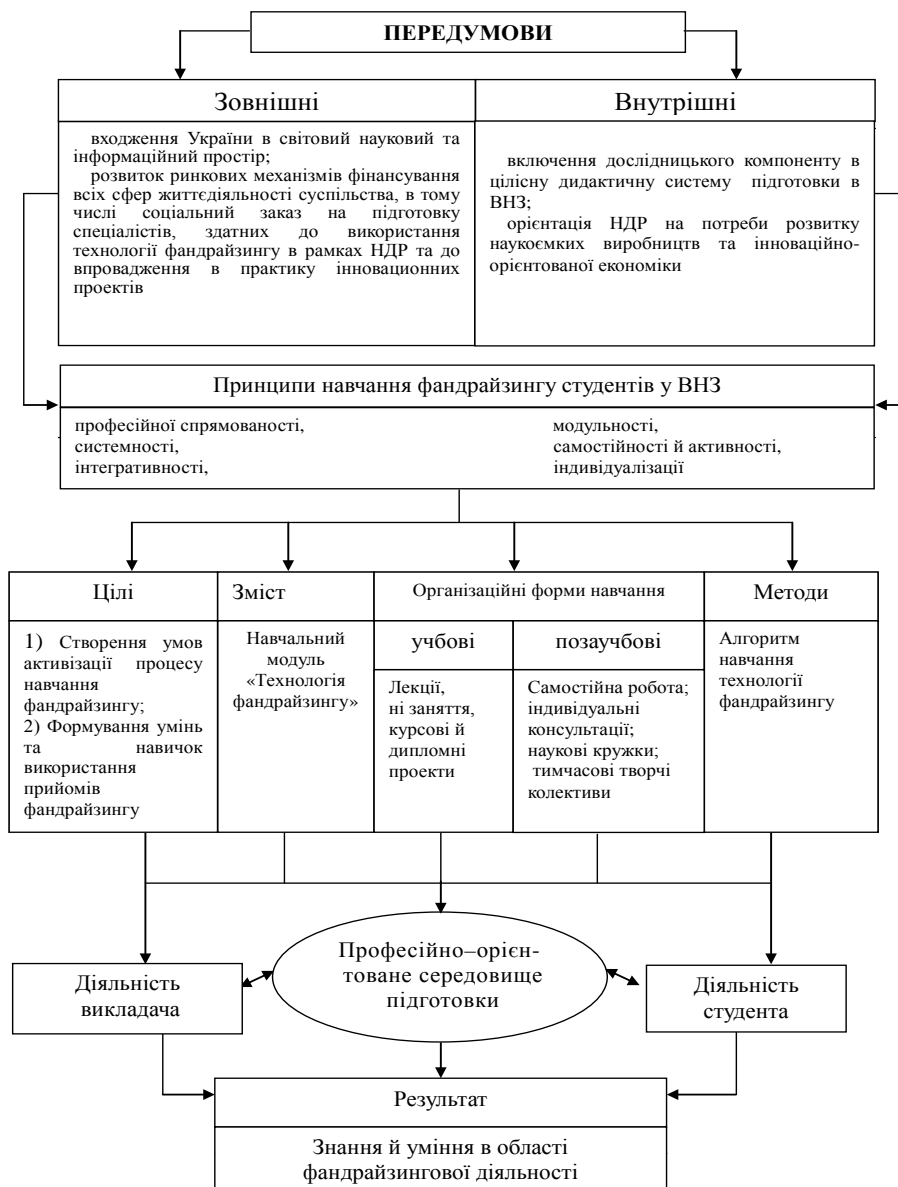 ПЕРЕДУМОВИ
Зовнішні
входження України в світовий науковий та
інформаційний простір;
розвиток ринкових механізмів фінансування
всіх сфер життєдіяльності суспільства, в тому
числі соціальний заказ на підготовку
спеціалістів, здатних до використання
технології фандрайзингу в рамках НДР та до
впровадження в практику інновационних
проектів
Внутрішні
включення дослідницького компоненту в
цілісну дидактичну систему підготовки в
ВНЗ;
орієнтація НДР на потреби розвитку
наукоємких виробництв та інноваційно-
орієнтованої економіки
Принципи навчання фандрайзингу студентів у ВНЗ
професійної спрямованості,
системності,
інтегративності,
модульності,
самостійності й активності,
індивідуалізації
Цілі
1) Створення умов
активізації процесу
навчання
фандрайзингу;
2) Формування умінь
та навичок
використання
прийомів
фандрайзингу
Зміст
Навчальний
модуль
«Технологія
фандрайзингу»
Організаційні форми навчання
учбові
Лекції,
ні заняття,
курсові й
дипломні
проекти
позаучбові
Самостійна робота;
індивідуальні
консультації;
наукові кружки;
тимчасові творчі
колективи
Методи
Алгоритм
навчання
технології
фандрайзингу
Діяльність
викладача
Професійно–орієн-
товане середовище
підготовки
Діяльність
студента
Результат
Знання й уміння в області
фандрайзингової діяльності